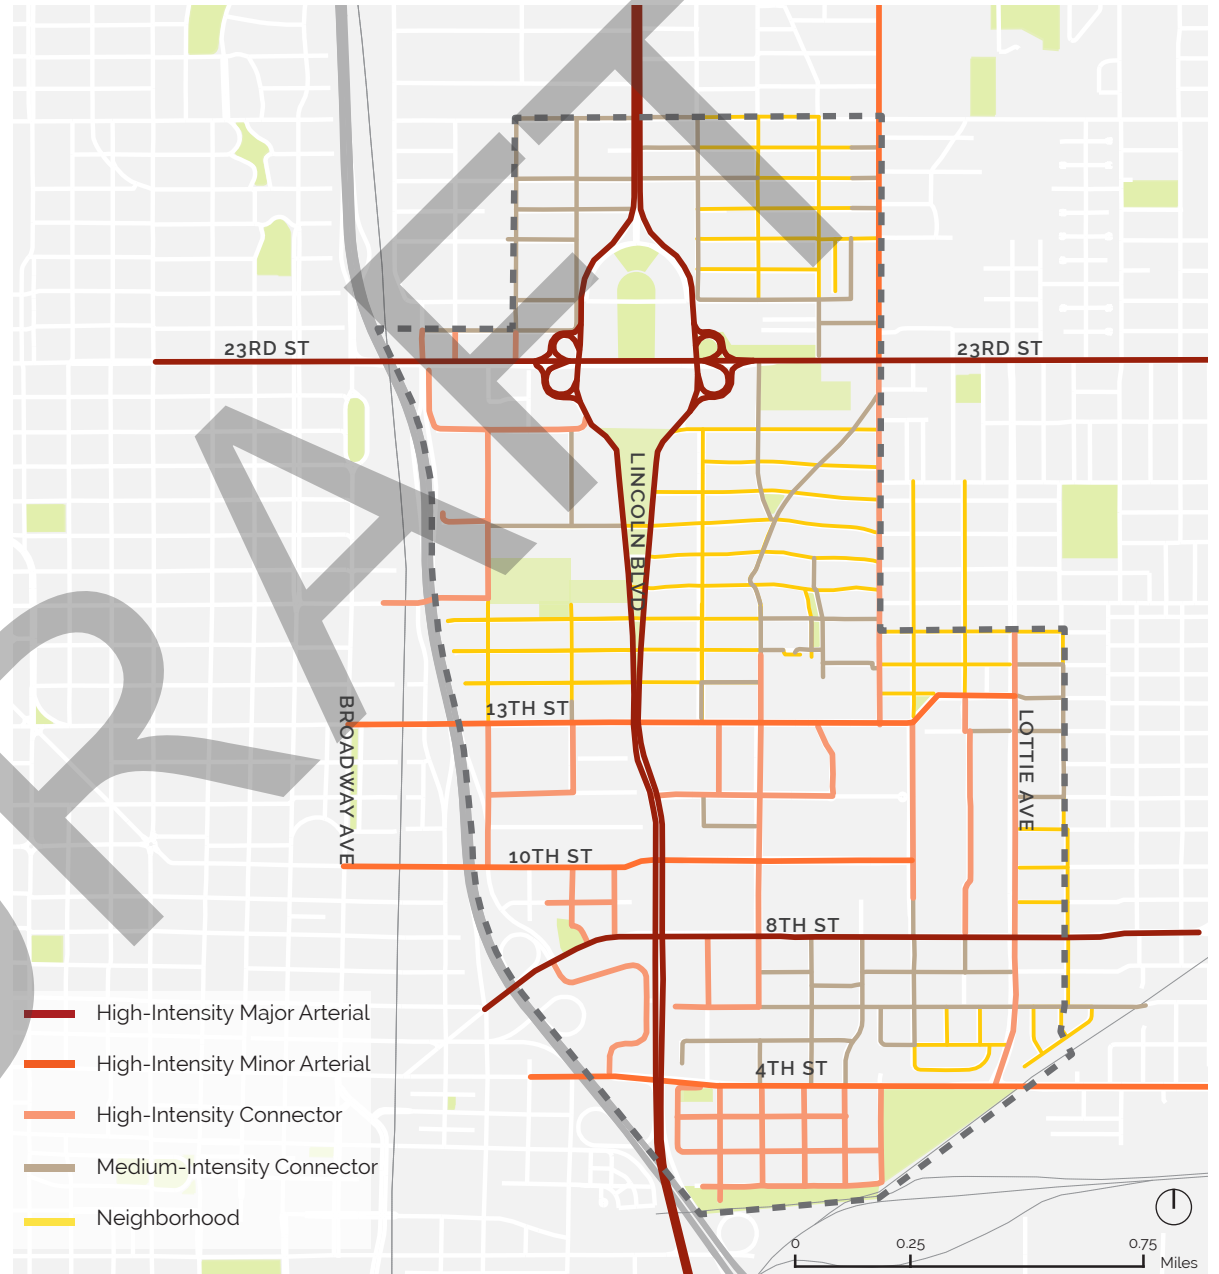 23RD ST
23RD ST
LINCOLN BLVD
13TH ST
BROADWAY AVE
LOTTIE AVE
10TH ST
8TH ST
4TH ST
High-Intensity Major Arterial
High-Intensity Minor Arterial
High-Intensity Connector
Medium-Intensity Connector
Neighborhood
0 0.25 0.75
Miles
DRAFT